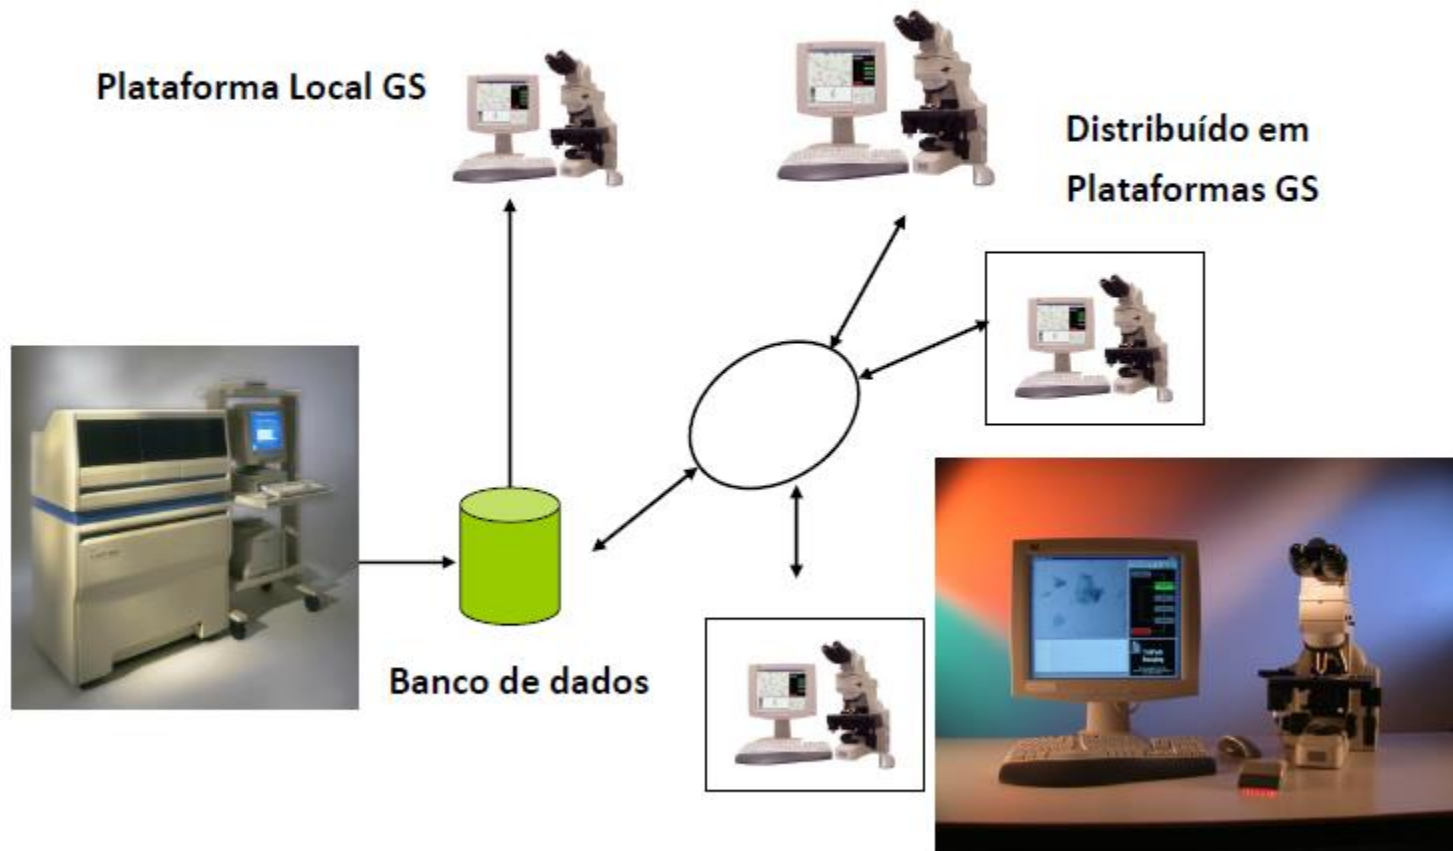 Plataforma Local GS
Distribuído em
Plataformas GS
Banco de dados